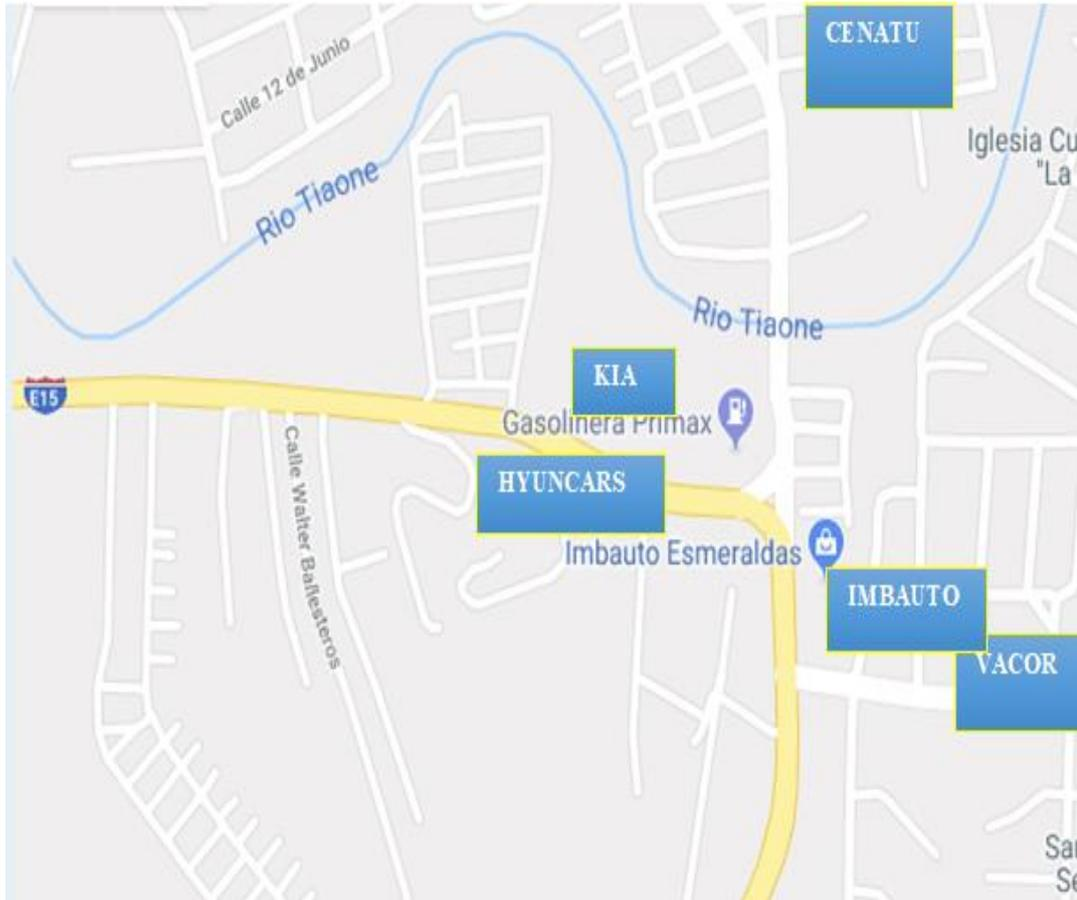 CENATU
Calle 12 de Junio
Iglesia Cu
"La
Rio Tiaone
Rio Tiaone
KIA
E15
Gasolinera Primax
Calle Walter Ballesteros
HYUNCARS
Imbauto Esmeraldas
IMBAUTO
VACOR
Sar
Se